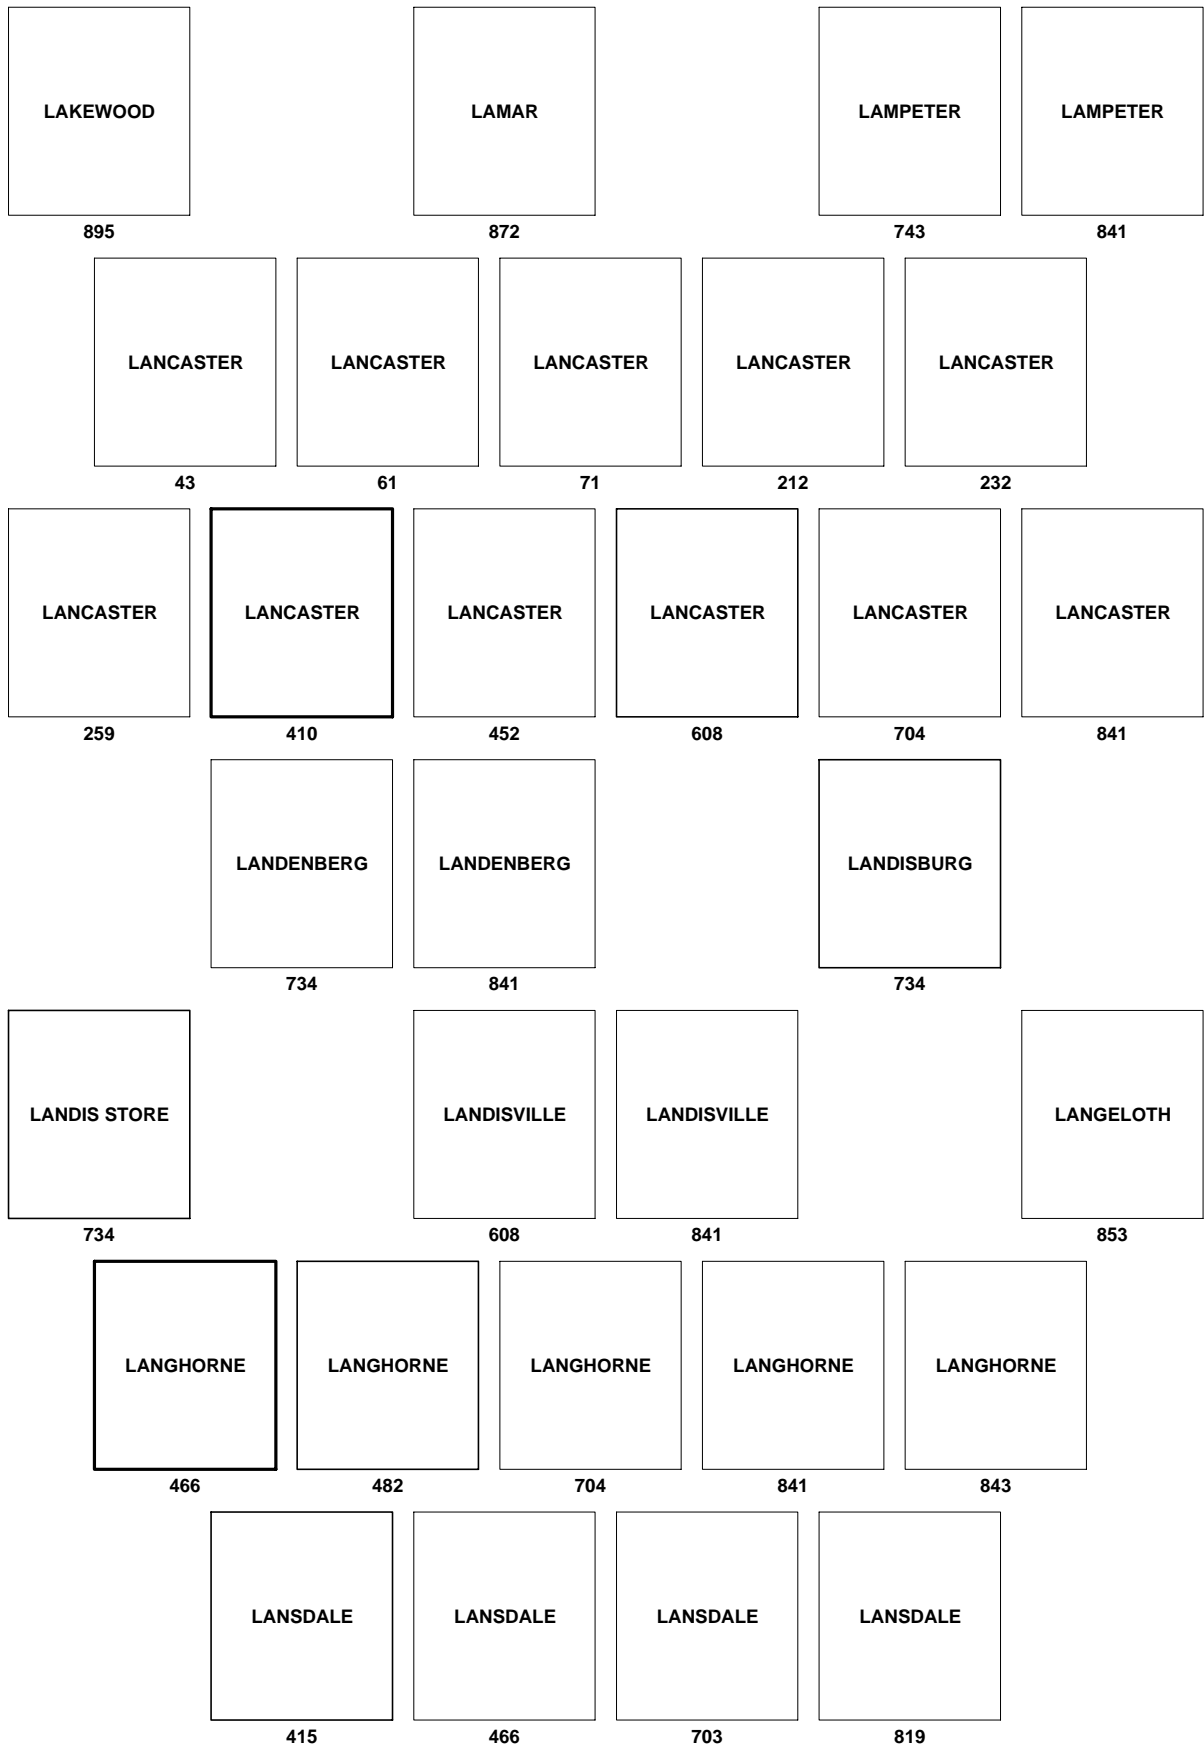 LAKEWOOD LAMAR LAMPETER LAMPETER
895 872 743 841
LANCASTER LANCASTER LANCASTER LANCASTER LANCASTER
43 61 71 212 232
LANCASTER LANCASTER LANCASTER LANCASTER LANCASTER LANCASTER
259 410 452 608 704 841
LANDENBERG LANDENBERG LANDISBURG
734 841 734
LANDIS STORE LANDISVILLE LANDISVILLE LANGELOTH
734 608 841 853
LANGHORNE LANGHORNE LANGHORNE LANGHORNE LANGHORNE
466 482 704 841 843
LANSDALE LANSDALE LANSDALE LANSDALE
415 466 703 819